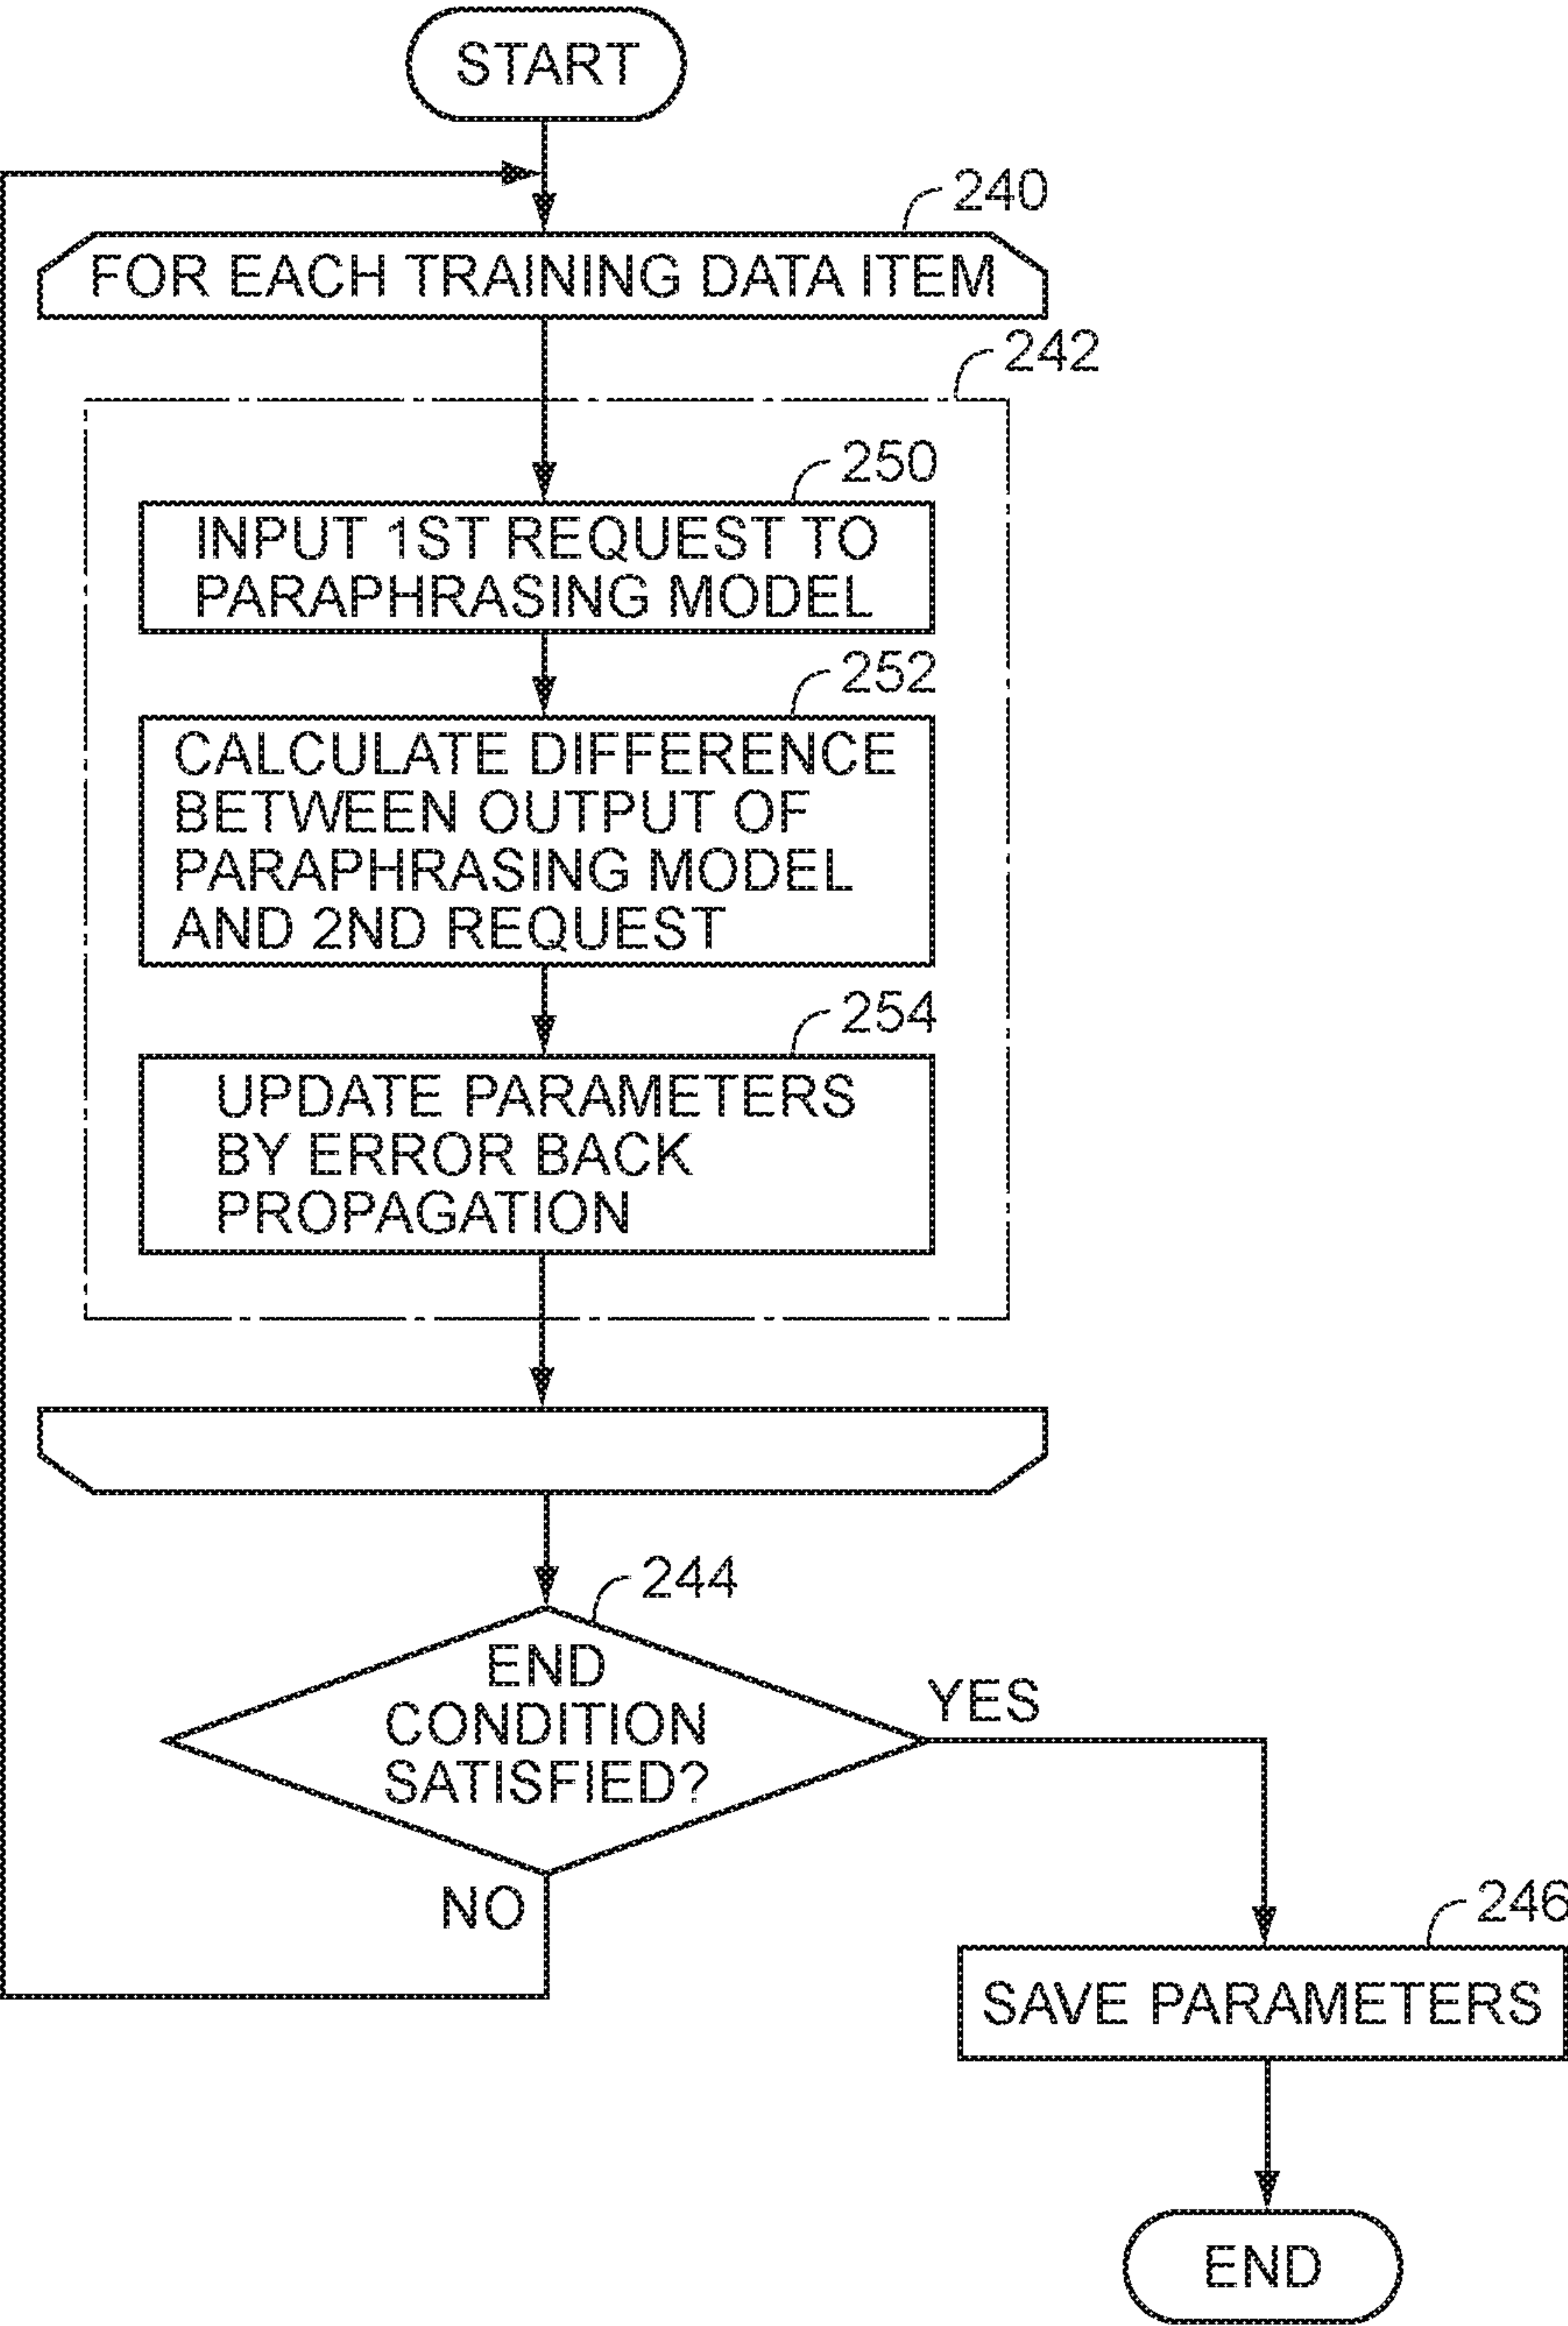 START
240
FOR EACH TRAINING DATA ITEM
242
250
INPUT 1ST REQUEST TO
PARAPHRASING MODEL
252
CALCULATE DIFFERENCE
BETWEEN OUTPUT OF
PARAPHRASING MODEL
AND 2ND REQUEST
254
UPDATE PARAMETERS
BY ERROR BACK
PROPAGATION
244
END
CONDITION
SATISFIED?
YES
NO
246
SAVE PARAMETERS
END